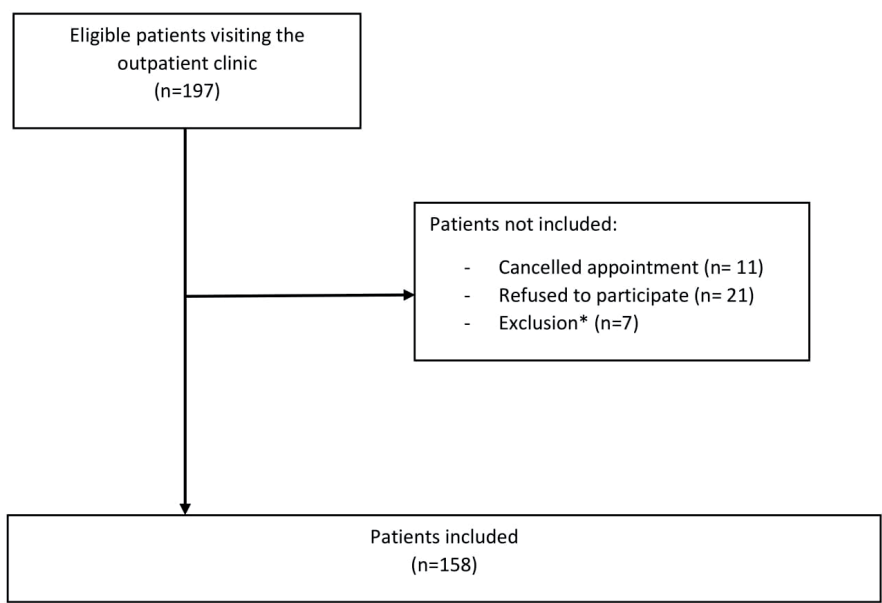 Eligible patients visiting the
outpatient clinic
(n=197)
Patients not included:
- Cancelled appointment (n= 11)
- Refused to participate (n= 21)
- Exclusion* (n=7)
Patients included
(n=158)